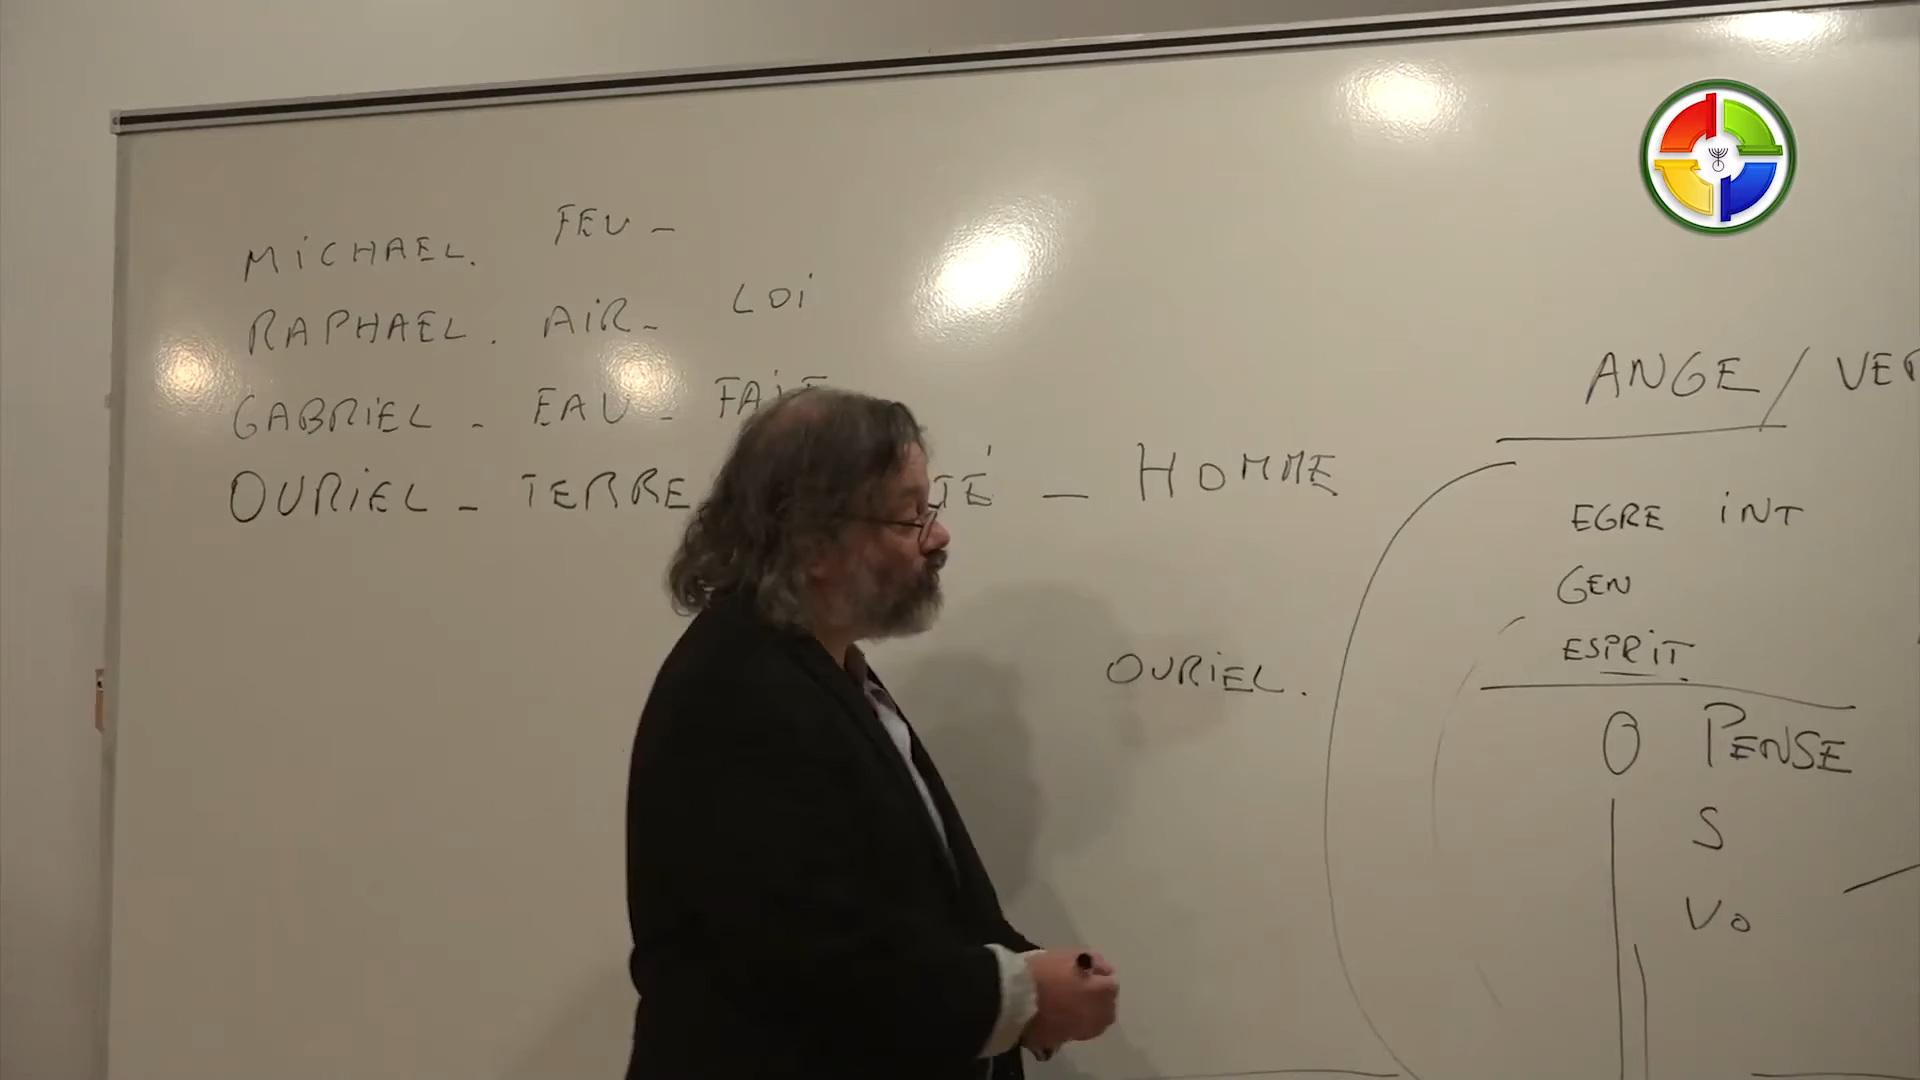 MiCHAEL. FEU -
RAPHAEL. AiR - LOi
GABRiEL - EAU -
OURiEL - TERRE - HOMME
OURiEL.
ANGE /
EGRE iNT
GEN
ESPRiT
O PENSE
S
Vo